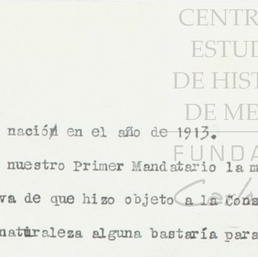 CENTR
ESTUD
DE HIST
DE ME
FUNDA
Carl
nación en el año de 1913.
nuestro Primer Mandatario la m
va de que hizo objeto a la Cons
naturaleza alguna bastaría para